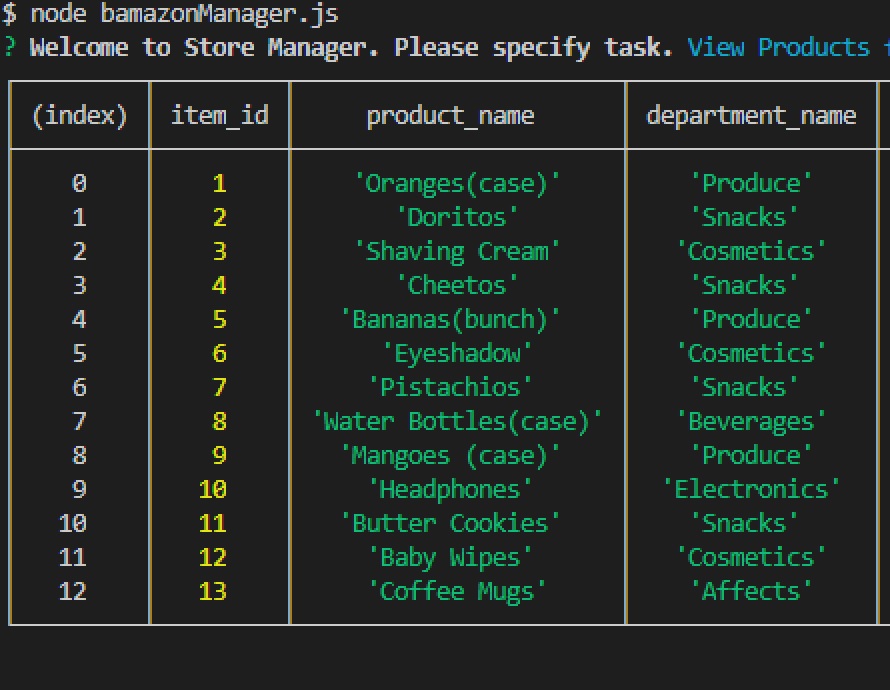 $ node bamazonManager.js
? Welcome to Store Manager. Please specify task. View Products
(index) item_id product_name department_name
0 1 'Oranges(case)' 'Produce'
1 2 'Doritos' 'Snacks'
2 3 'Shaving Cream' 'Cosmetics'
3 4 'Cheetos' 'Snacks'
4 5 'Bananas(bunch)' 'Produce'
5 6 'Eyeshadow' 'Cosmetics'
6 7 'Pistachios' 'Snacks'
7 8 'Water Bottles(case)' 'Beverages'
8 9 'Mangoes (case)' 'Produce'
9 10 'Headphones' 'Electronics'
10 11 'Butter Cookies' 'Snacks'
11 12 'Baby Wipes' 'Cosmetics'
12 13 'Coffee Mugs' 'Affects'